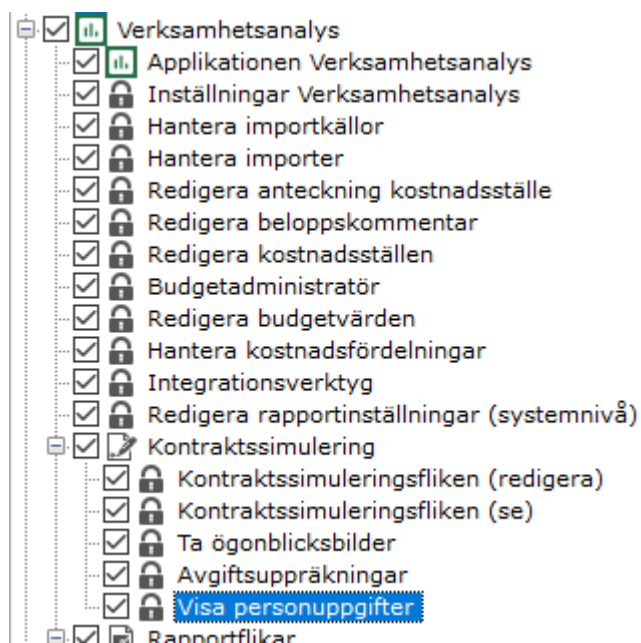 Verksamhetsanalys
Applikationen Verksamhetsanalys
Inställningar Verksamhetsanalys
Hantera importkällor
Hantera importer
Redigera anteckning kostnadsställe
Redigera beloppskommentar
Redigera kostnadsställen
Budgetadministratör
Redigera budgetvärden
Hantera kostnadsfördelningar
Integrationsverktyg
Redigera rapportinställningar (systemnivå)
Kontraktssimulering
Kontraktssimuleringsfliken (redigera)
Kontraktssimuleringsfliken (se)
Ta ögonblicksbilder
Avgiftsuppräkningar
Visa personuppgifter
Rapportflikar